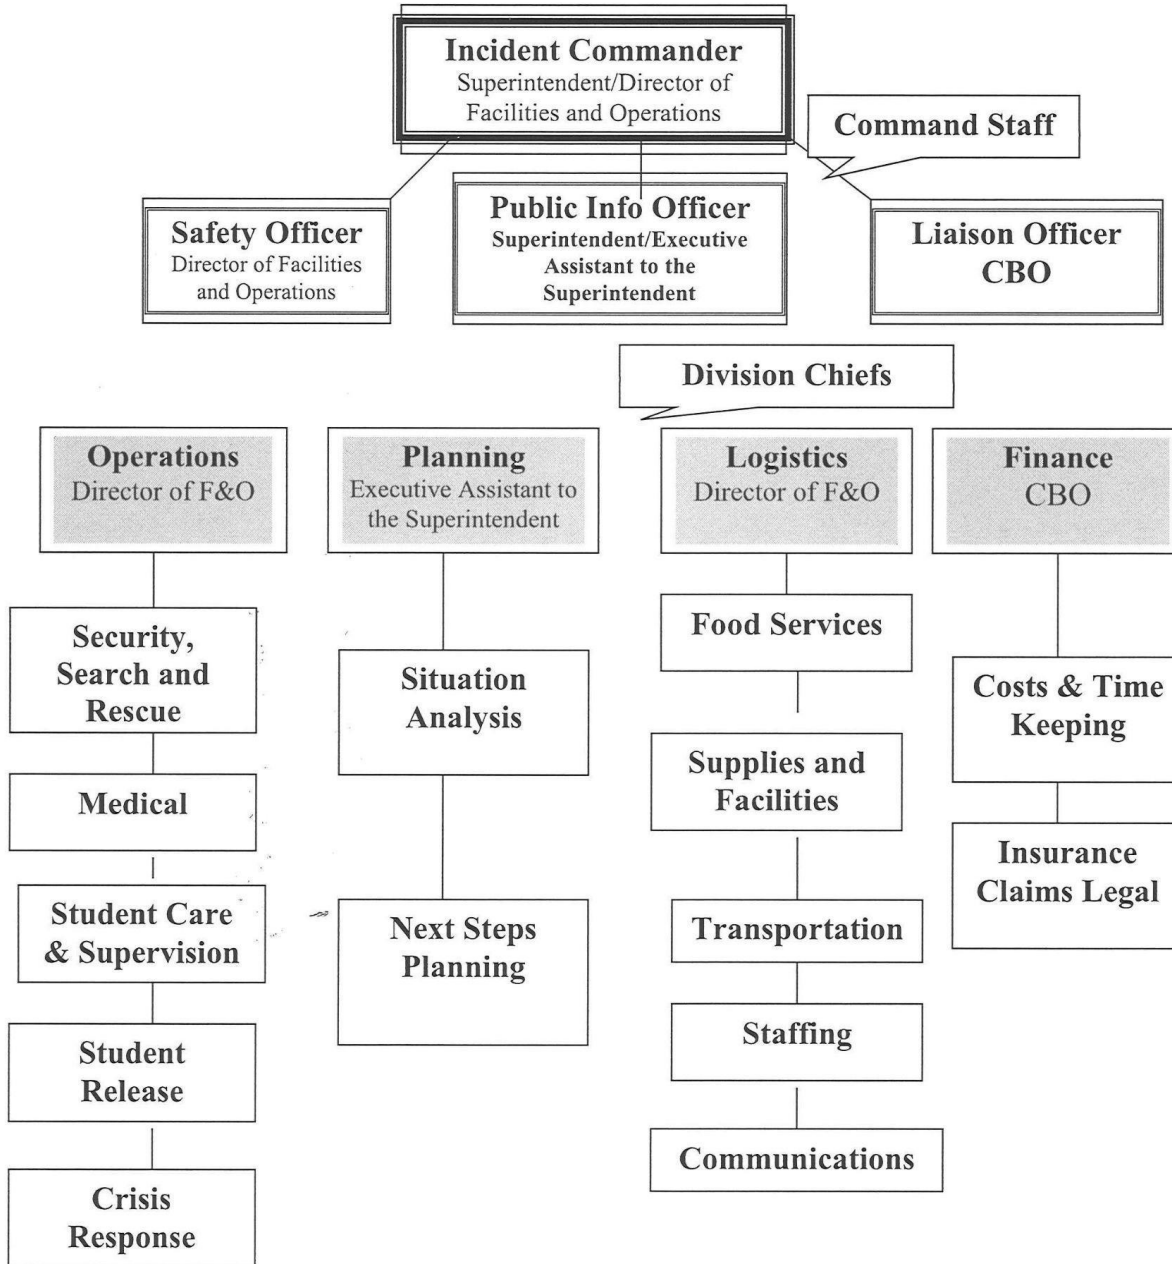 Incident Commander
Superintendent/Director of
Facilities and Operations
Command Staff
Safety Officer
Director of Facilities
and Operations
Public Info Officer
Superintendent/Executive
Assistant to the
Superintendent
Liaison Officer
CBO
Division Chiefs
Operations
Director of F&O
Planning
Executive Assistant to
the Superintendent
Logistics
Director of F&O
Finance
CBO
Security,
Search and
Rescue
Medical
Student Care
& Supervision
Student
Release
Crisis
Response
Situation
Analysis
Next Steps
Planning
Food Services
Supplies and
Facilities
Transportation
Staffing
Communications
Costs & Time
Keeping
Insurance
Claims Legal